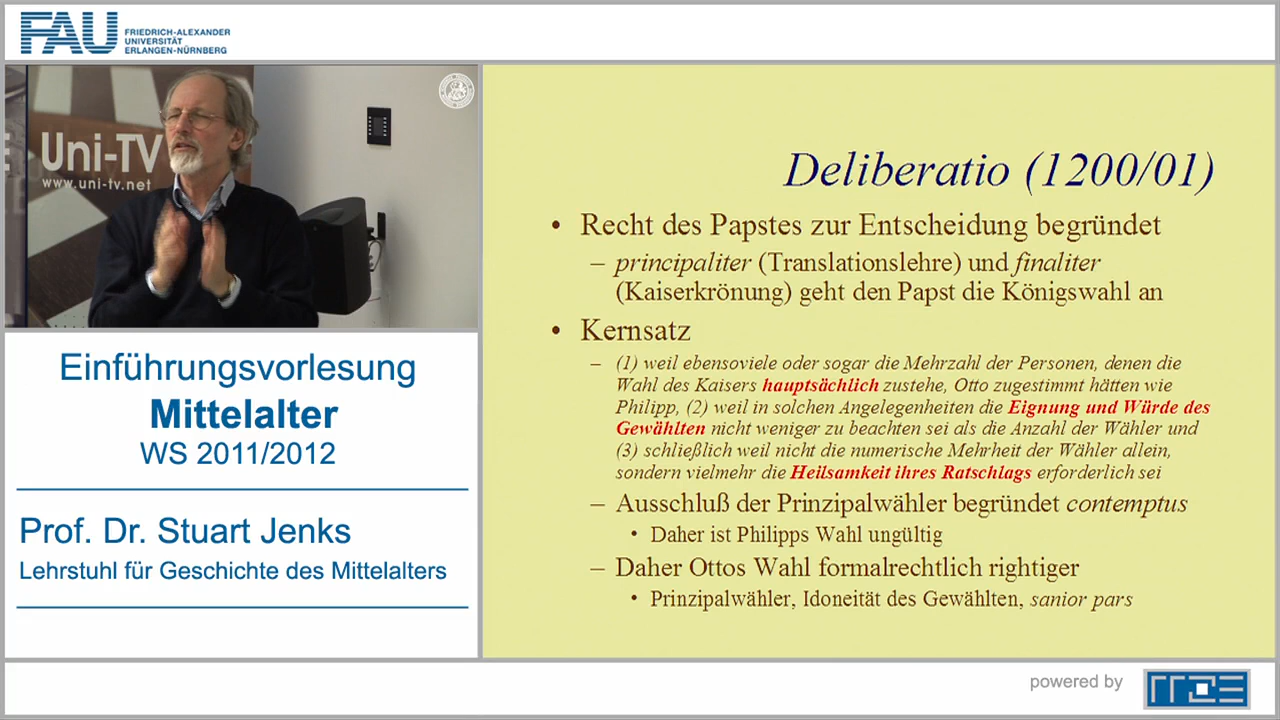 FAU
FRIEDRICH-ALEXANDER
UNIVERSITÄT
ERLANGEN-NÜRNBERG
Uni-TV
www.uni-tv.net
Einführungsvorlesung
Mittelalter
WS 2011/2012
Prof. Dr. Stuart Jenks
Lehrstuhl für Geschichte des Mittelalters
Deliberatio (1200/01)
• Recht des Papstes zur Entscheidung begründet
– principaliter (Translationslehre) und finaliter
(Kaiserkrönung) geht den Papst die Königswahl an
• Kernsatz
– (1) weil ebensoviele oder sogar die Mehrzahl der Personen, denen die
Wahl des Kaisers hauptsächlich zustehe, Otto zugestimmt hätten wie
Philipp, (2) weil in solchen Angelegenheiten die Eignung und Würde des
Gewählten nicht weniger zu beachten sei als die Anzahl der Wähler und
(3) schließlich weil nicht die numerische Mehrheit der Wähler allein,
sondern vielmehr die Heilsamkeit ihres Ratschlags erforderlich sei
– Ausschluß der Prinzipalwähler begründet contemptus
• Daher ist Philipps Wahl ungültig
– Daher Ottos Wahl formalrechtlich rightiger
• Prinzipalwähler, Idoneität des Gewählten, sanior pars
powered by